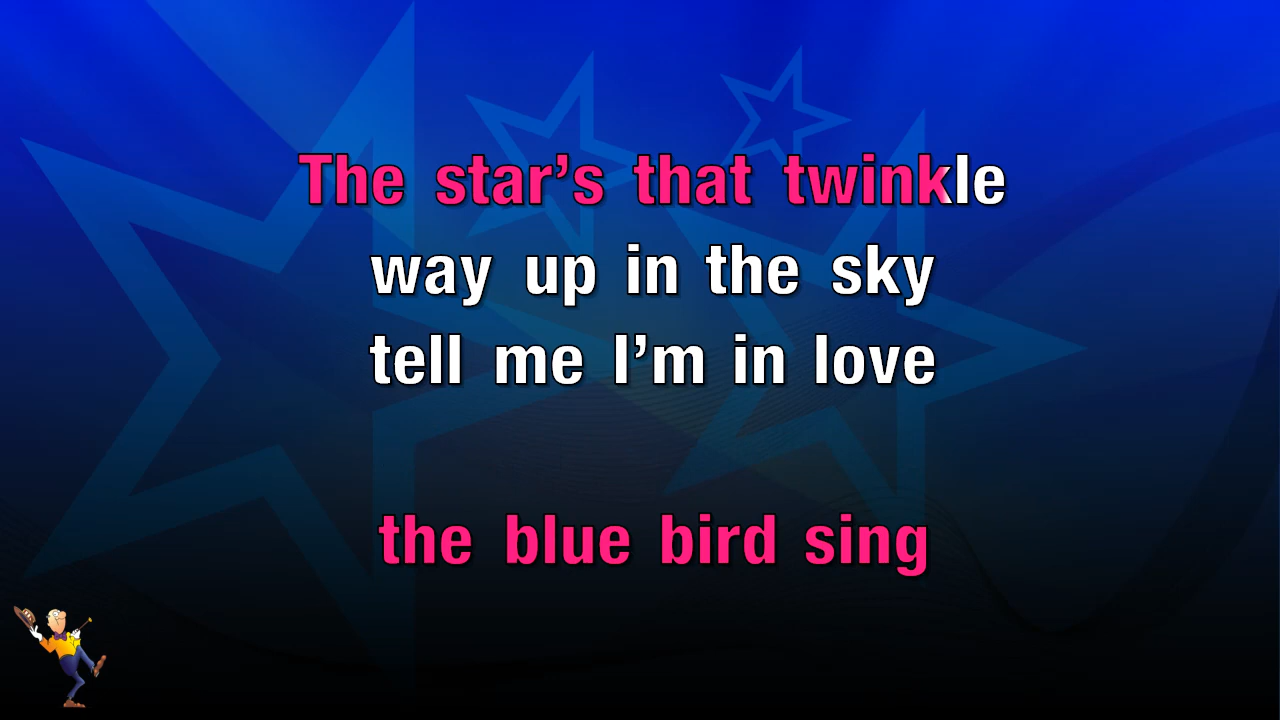 The star’s that twinkle
way up in the sky
tell me I’m in love
the blue bird sing